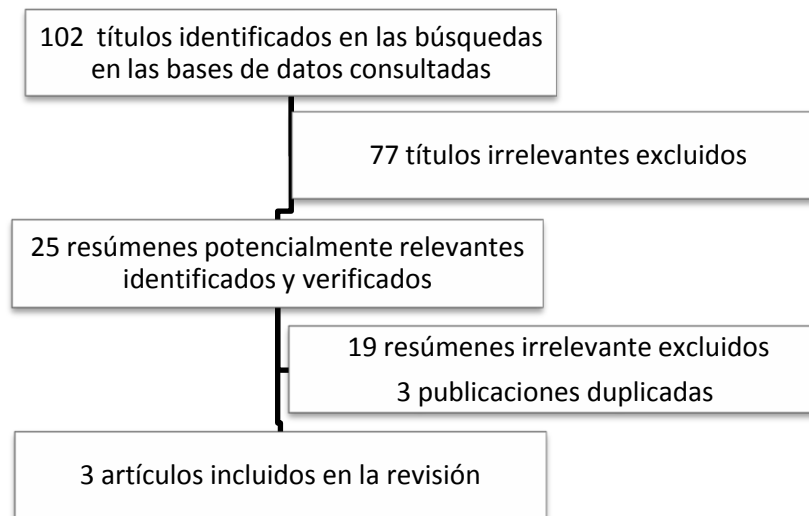 102 títulos identificados en las búsquedas
en las bases de datos consultadas
77 títulos irrelevantes excluidos
25 resúmenes potencialmente relevantes
identificados y verificados
19 resúmenes irrelevante excluidos
3 publicaciones duplicadas
3 artículos incluidos en la revisión